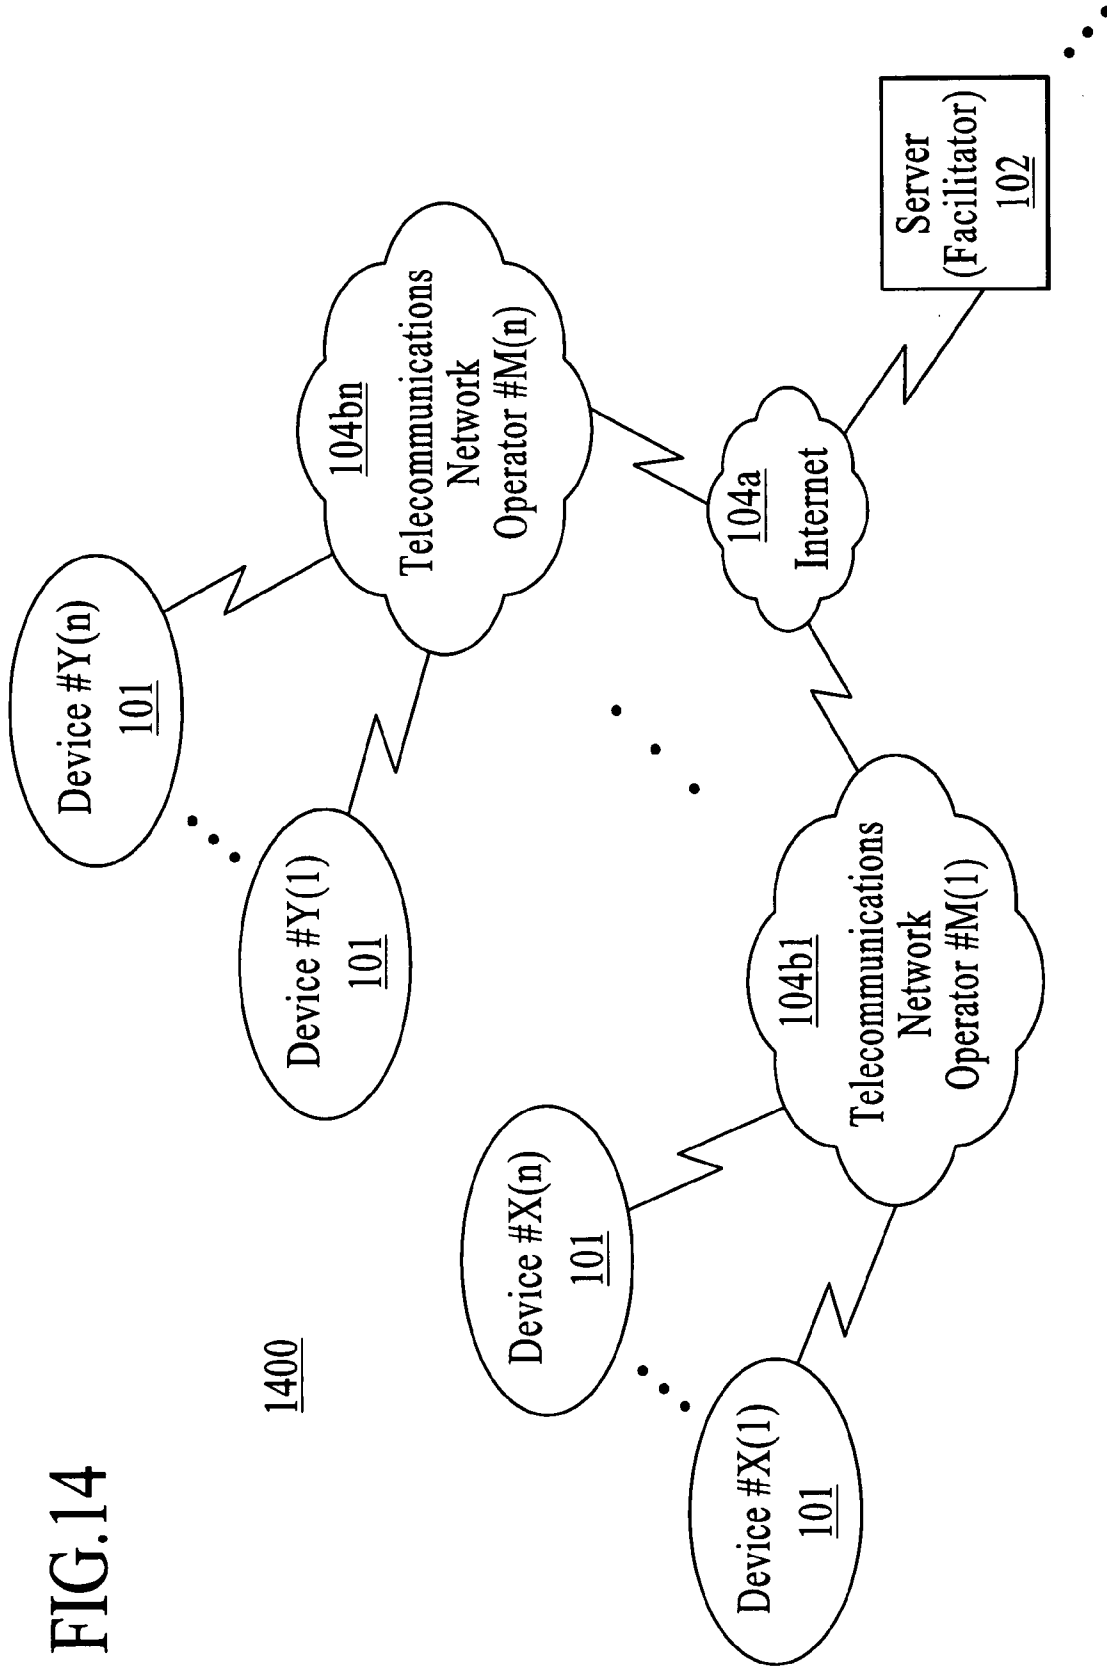 FIG.14
1400
Device #X(1)
101
Device #X(n)
101
Device #Y(1)
101
Device #Y(n)
101
104b1
Telecommunications
Network
Operator #M(1)
104bn
Telecommunications
Network
Operator #M(n)
104a
Internet
Server
(Facilitator)
102